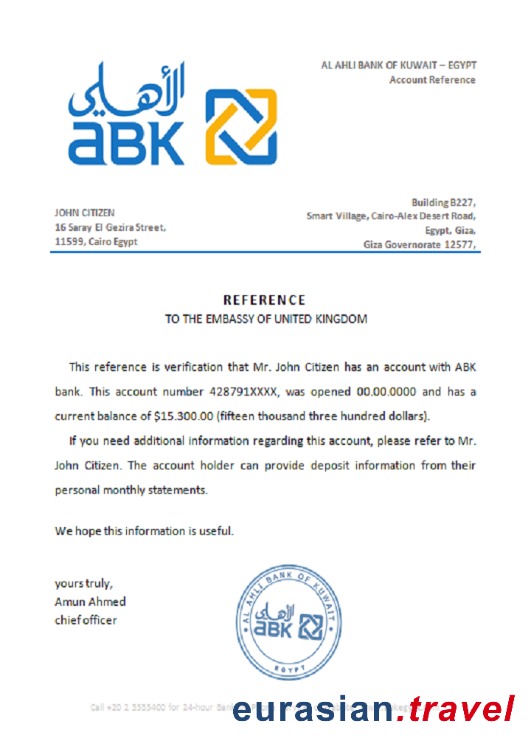 الأهلي
ABK
AL AHLI BANK OF KUWAIT – EGYPT
Account Reference
JOHN CITIZEN
16 Saray El Gezira Street,
11599, Cairo Egypt
Building B227,
Smart Village, Cairo-Alex Desert Road,
Egypt, Giza,
Giza Governorate 12577,
REFERENCE
TO THE EMBASSY OF UNITED KINGDOM
This reference is verification that Mr. John Citizen has an account with ABK
bank. This account number 428791XXXX, was opened 00.00.0000 and has a
current balance of $15.300.00 (fifteen thousand three hundred dollars).
If you need additional information regarding this account, please refer to Mr.
John Citizen. The account holder can provide deposit information from their
personal monthly statements.
We hope this information is useful.
yours truly,
Amun Ahmed
chief officer
AL AHLI BANK OF KUWAIT
الأهلي
ABK
EGYPT
Call +20 2 5555400 for 24-hour
eurasian.travel